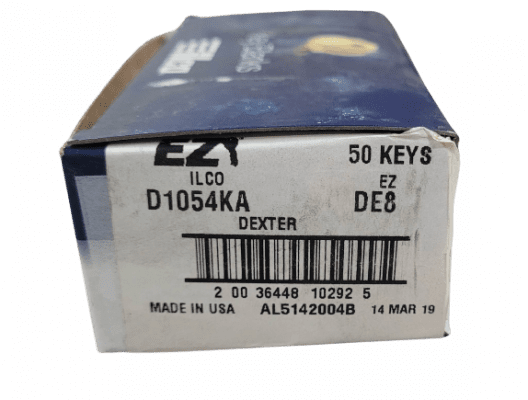 EZ 50 KEYS
ILCO EZ
D1054KA DE8
DEXTER
2 00 36448 10292 5
MADE IN USA AL5142004B 14 MAR 19